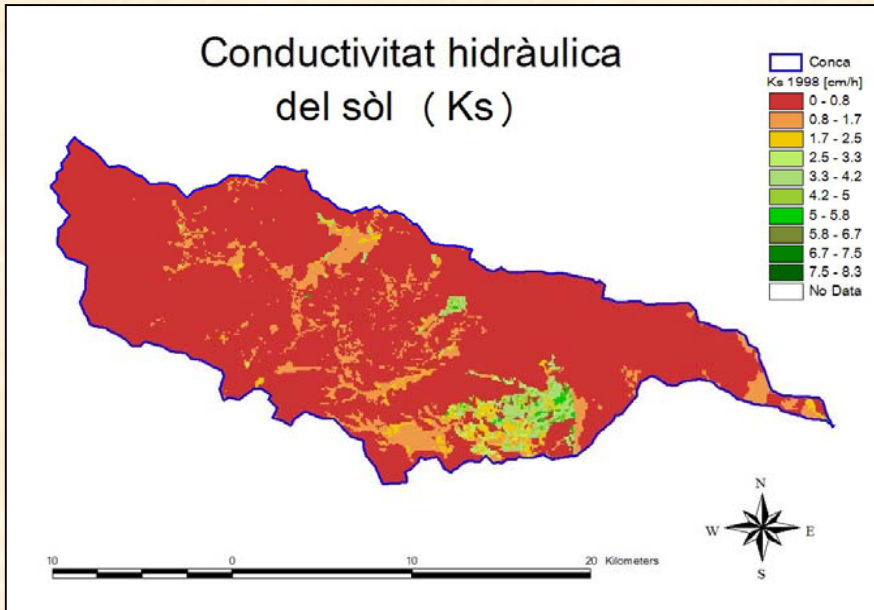 Conductivitat hidràulica
del sòl ( Ks )
Conca
Ks 1998 [cm/h]
0 - 0.8
0.8 - 1.7
1.7 - 2.5
2.5 - 3.3
3.3 - 4.2
4.2 - 5
5 - 5.8
5.8 - 6.7
6.7 - 7.5
7.5 - 8.3
No Data
N
W E
S
10 0 10 20 Kilometers